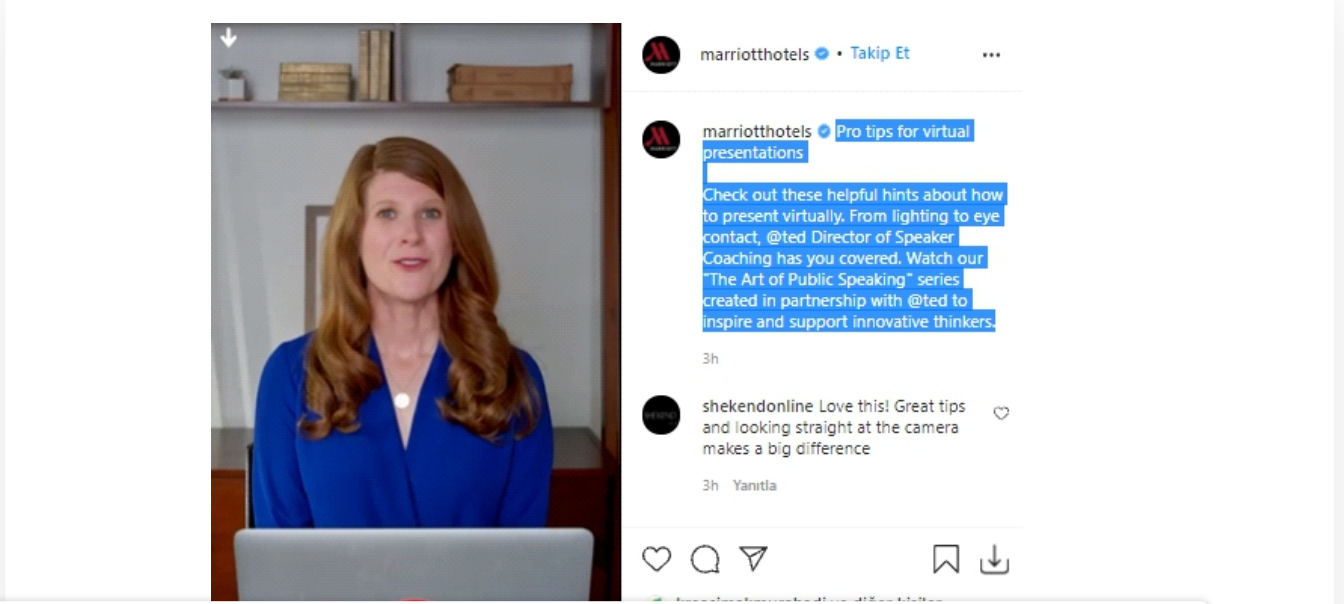 marriotthotels • Takip Et
marriotthotels Pro tips for virtual
presentations
Check out these helpful hints about how
to present virtually. From lighting to eye
contact, @ted Director of Speaker
Coaching has you covered. Watch our
“The Art of Public Speaking” series
created in partnership with @ted to
inspire and support innovative thinkers.
3h
shekendonline Love this! Great tips
and looking straight at the camera
makes a big difference
3h Yanıtla